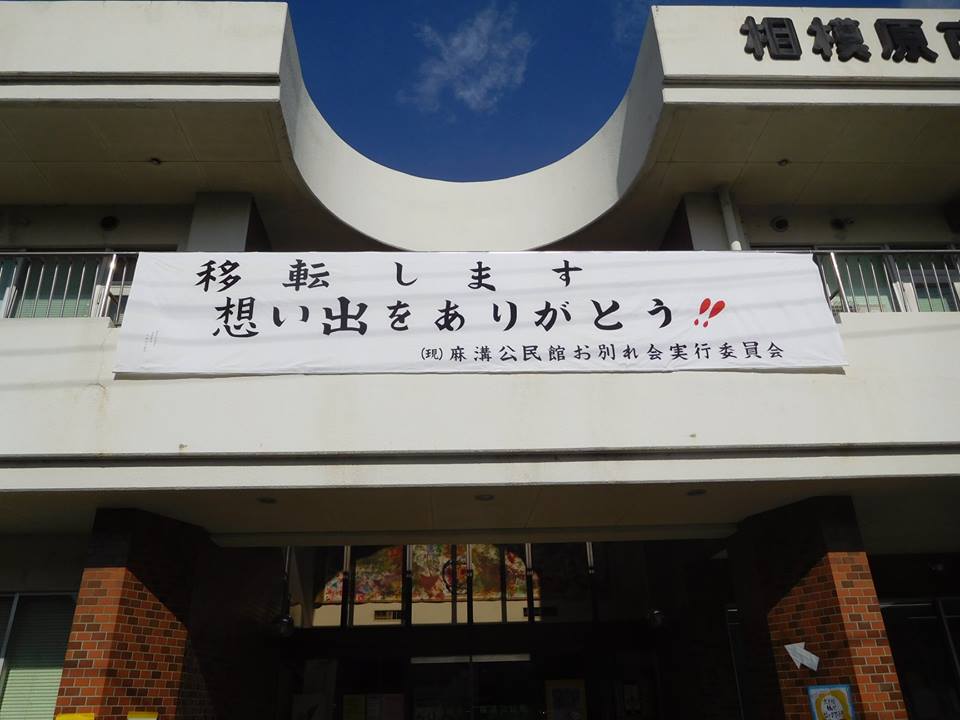 相模原市
移転します
想い出をありがとう!!
(現)麻溝公民館お別れ会実行委員会